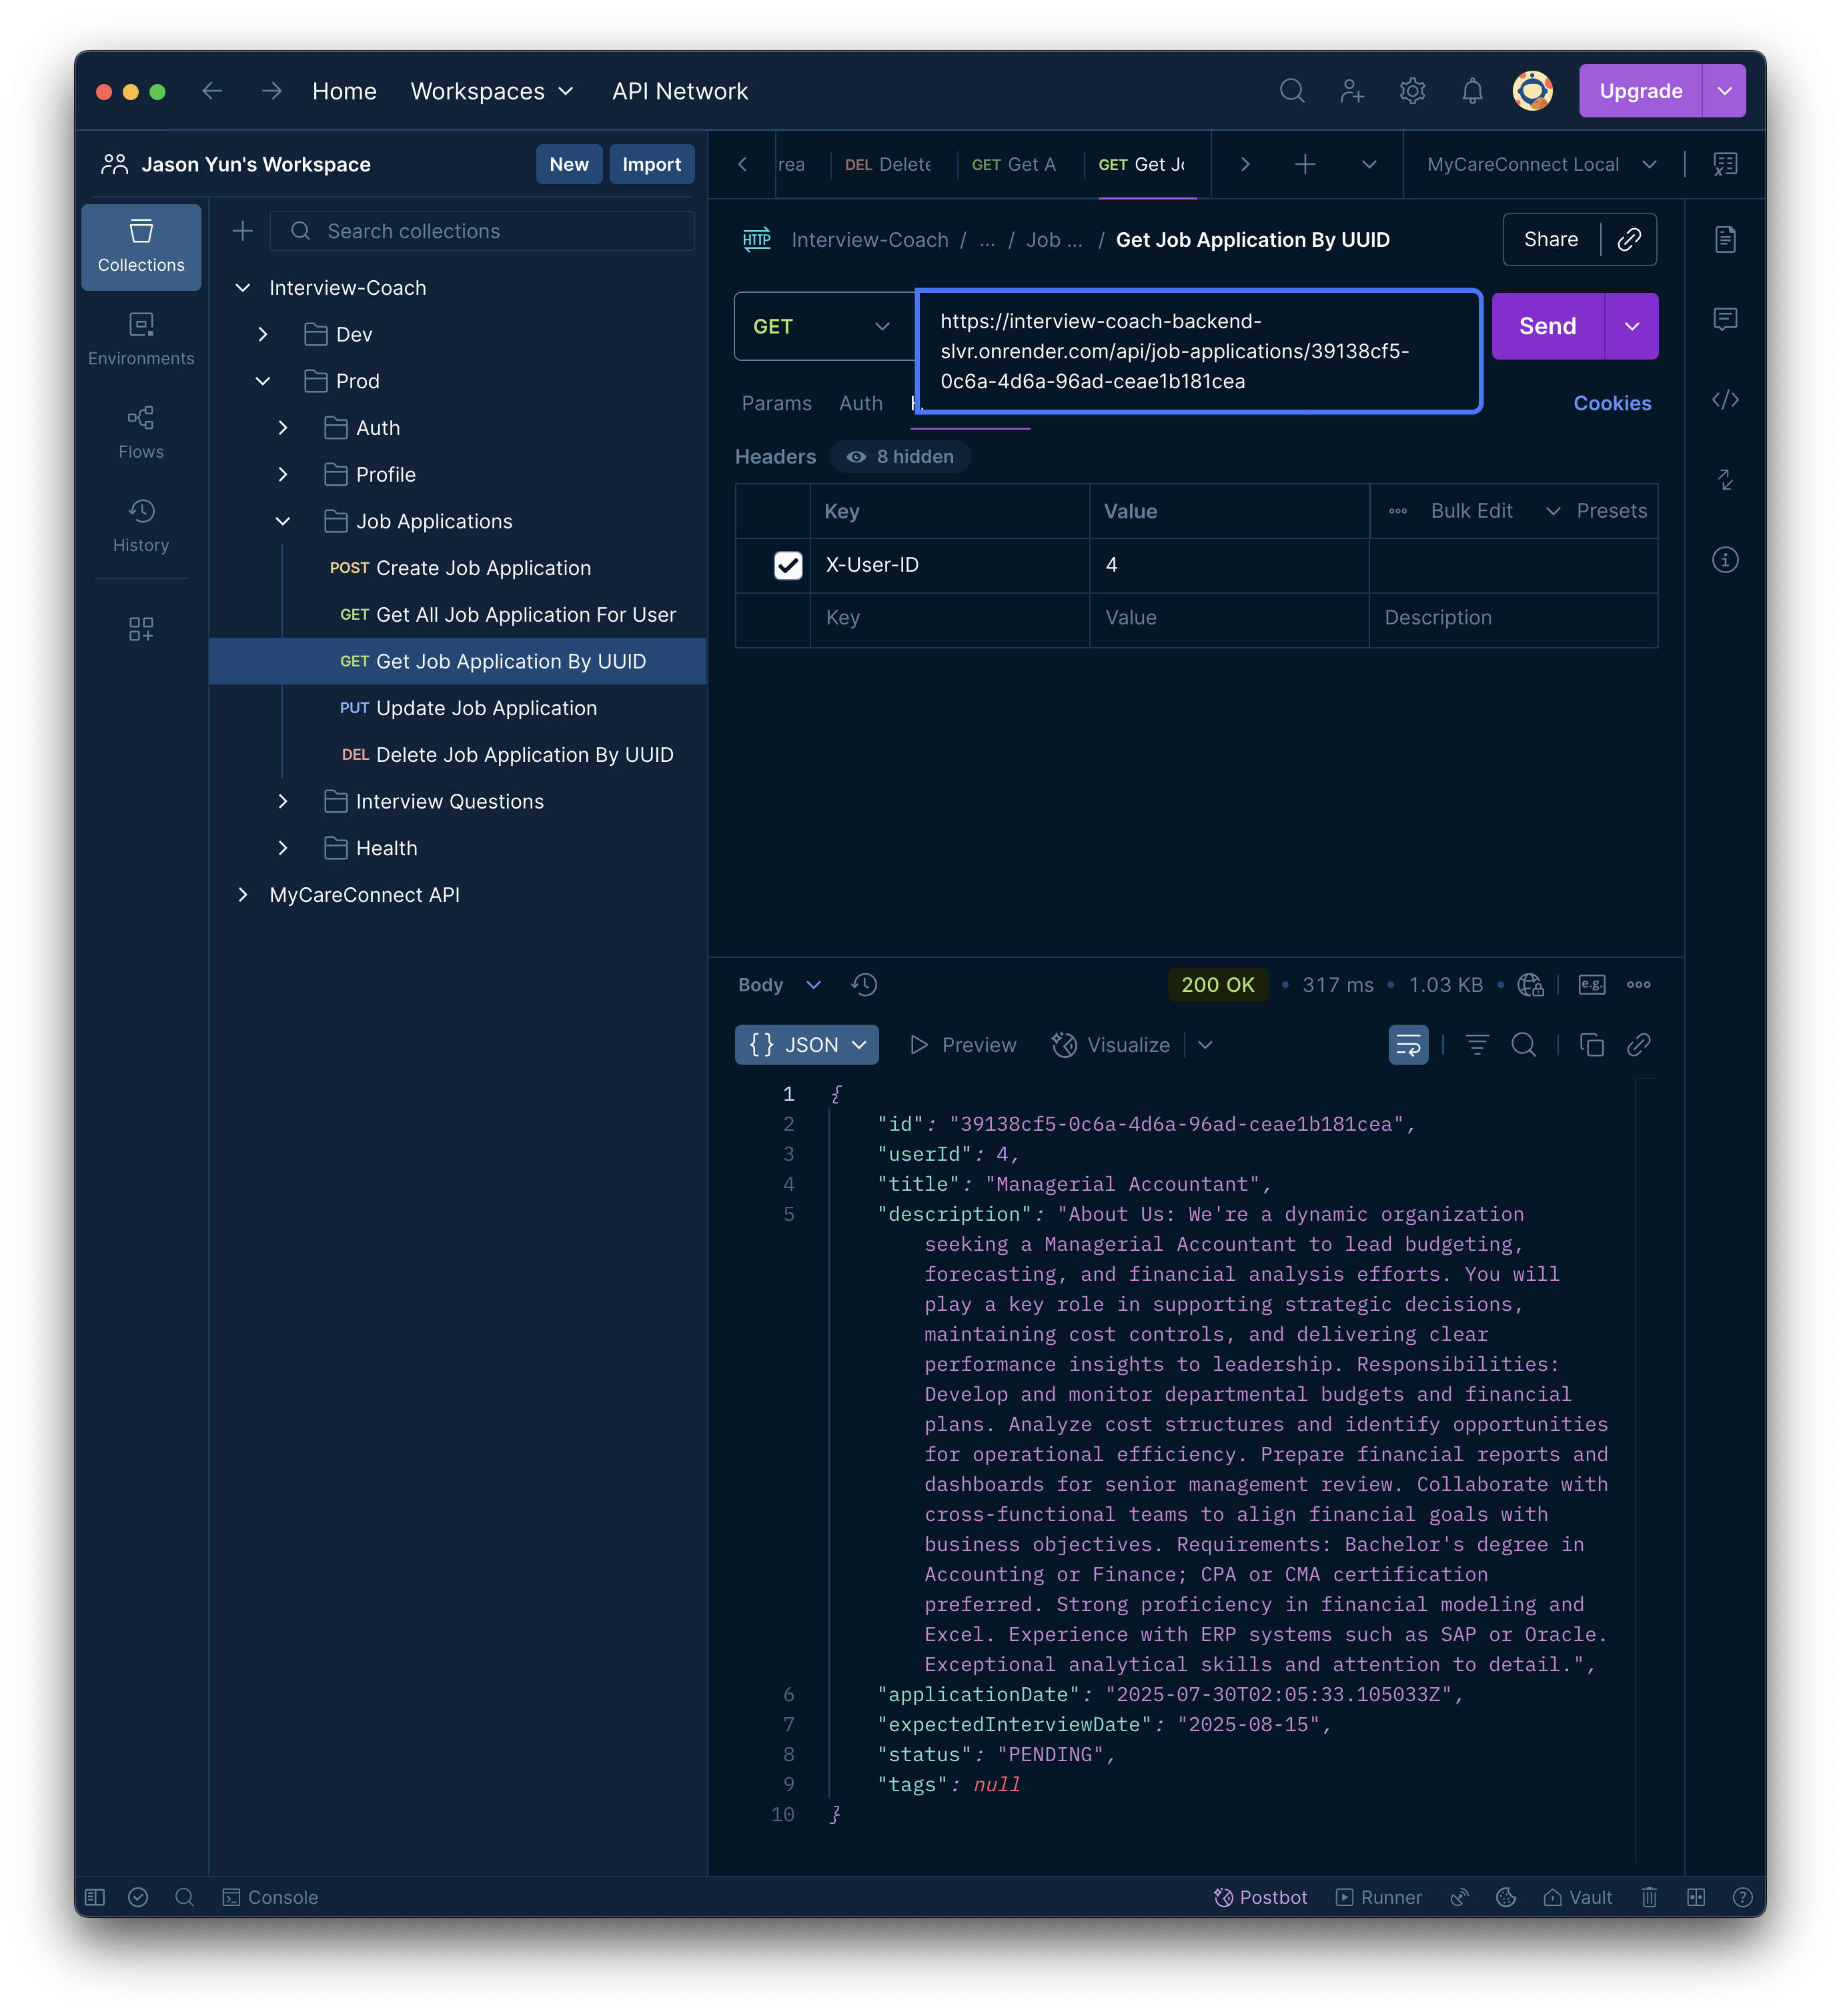 Home
Workspaces
API Network
Upgrade
Jason Yun's Workspace
New
Import
DEL Delete
GET Get A
GET Get Jo
MyCareConnect Local
Collections
Environments
Flows
History
Search collections
Interview-Coach
Dev
Prod
Auth
Profile
Job Applications
POST Create Job Application
GET Get All Job Application For User
GET Get Job Application By UUID
PUT Update Job Application
DEL Delete Job Application By UUID
Interview Questions
Health
MyCareConnect API
HTTP
Interview-Coach / ... / Job ... / Get Job Application By UUID
Share
GET
https://interview-coach-backend-
slvr.onrender.com/api/job-applications/39138cf5-
0c6a-4d6a-96ad-ceae1b181cea
Send
Params
Auth
Cookies
Headers
8 hidden
Key
Value
Bulk Edit
Presets
X-User-ID
4
Key
Value
Description
Body
200 OK
317 ms
1.03 KB
e.g.
{} JSON
Preview
Visualize
1 {
2 "id": "39138cf5-0c6a-4d6a-96ad-ceae1b181cea",
3 "userId": 4,
4 "title": "Managerial Accountant",
5 "description": "About Us: We're a dynamic organization
seeking a Managerial Accountant to lead budgeting,
forecasting, and financial analysis efforts. You will
play a key role in supporting strategic decisions,
maintaining cost controls, and delivering clear
performance insights to leadership. Responsibilities:
Develop and monitor departmental budgets and financial
plans. Analyze cost structures and identify opportunities
for operational efficiency. Prepare financial reports and
dashboards for senior management review. Collaborate with
cross-functional teams to align financial goals with
business objectives. Requirements: Bachelor's degree in
Accounting or Finance; CPA or CMA certification
preferred. Strong proficiency in financial modeling and
Excel. Experience with ERP systems such as SAP or Oracle.
Exceptional analytical skills and attention to detail.",
6 "applicationDate": "2025-07-30T02:05:33.105033Z",
7 "expectedInterviewDate": "2025-08-15",
8 "status": "PENDING",
9 "tags": null
10 }
Console
Postbot
Runner
Vault